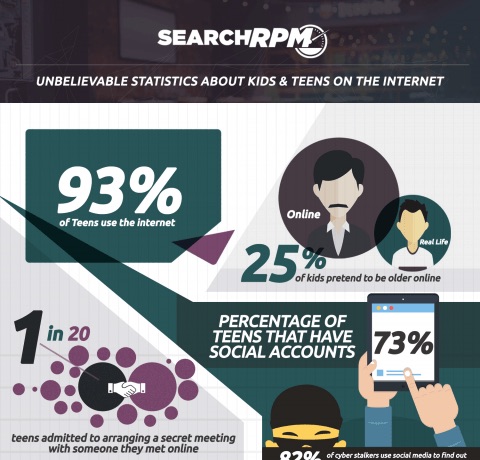 SEARCHRPM
UNBELIEVABLE STATISTICS ABOUT KIDS & TEENS ON THE INTERNET
93%
of Teens use the internet
Online
Real Life
25%
of kids pretend to be older online
1 in 20
teens admitted to arranging a secret meeting
with someone they met online
PERCENTAGE OF
TEENS THAT HAVE
SOCIAL ACCOUNTS
73%
82%
of cyber stalkers use social media to find out